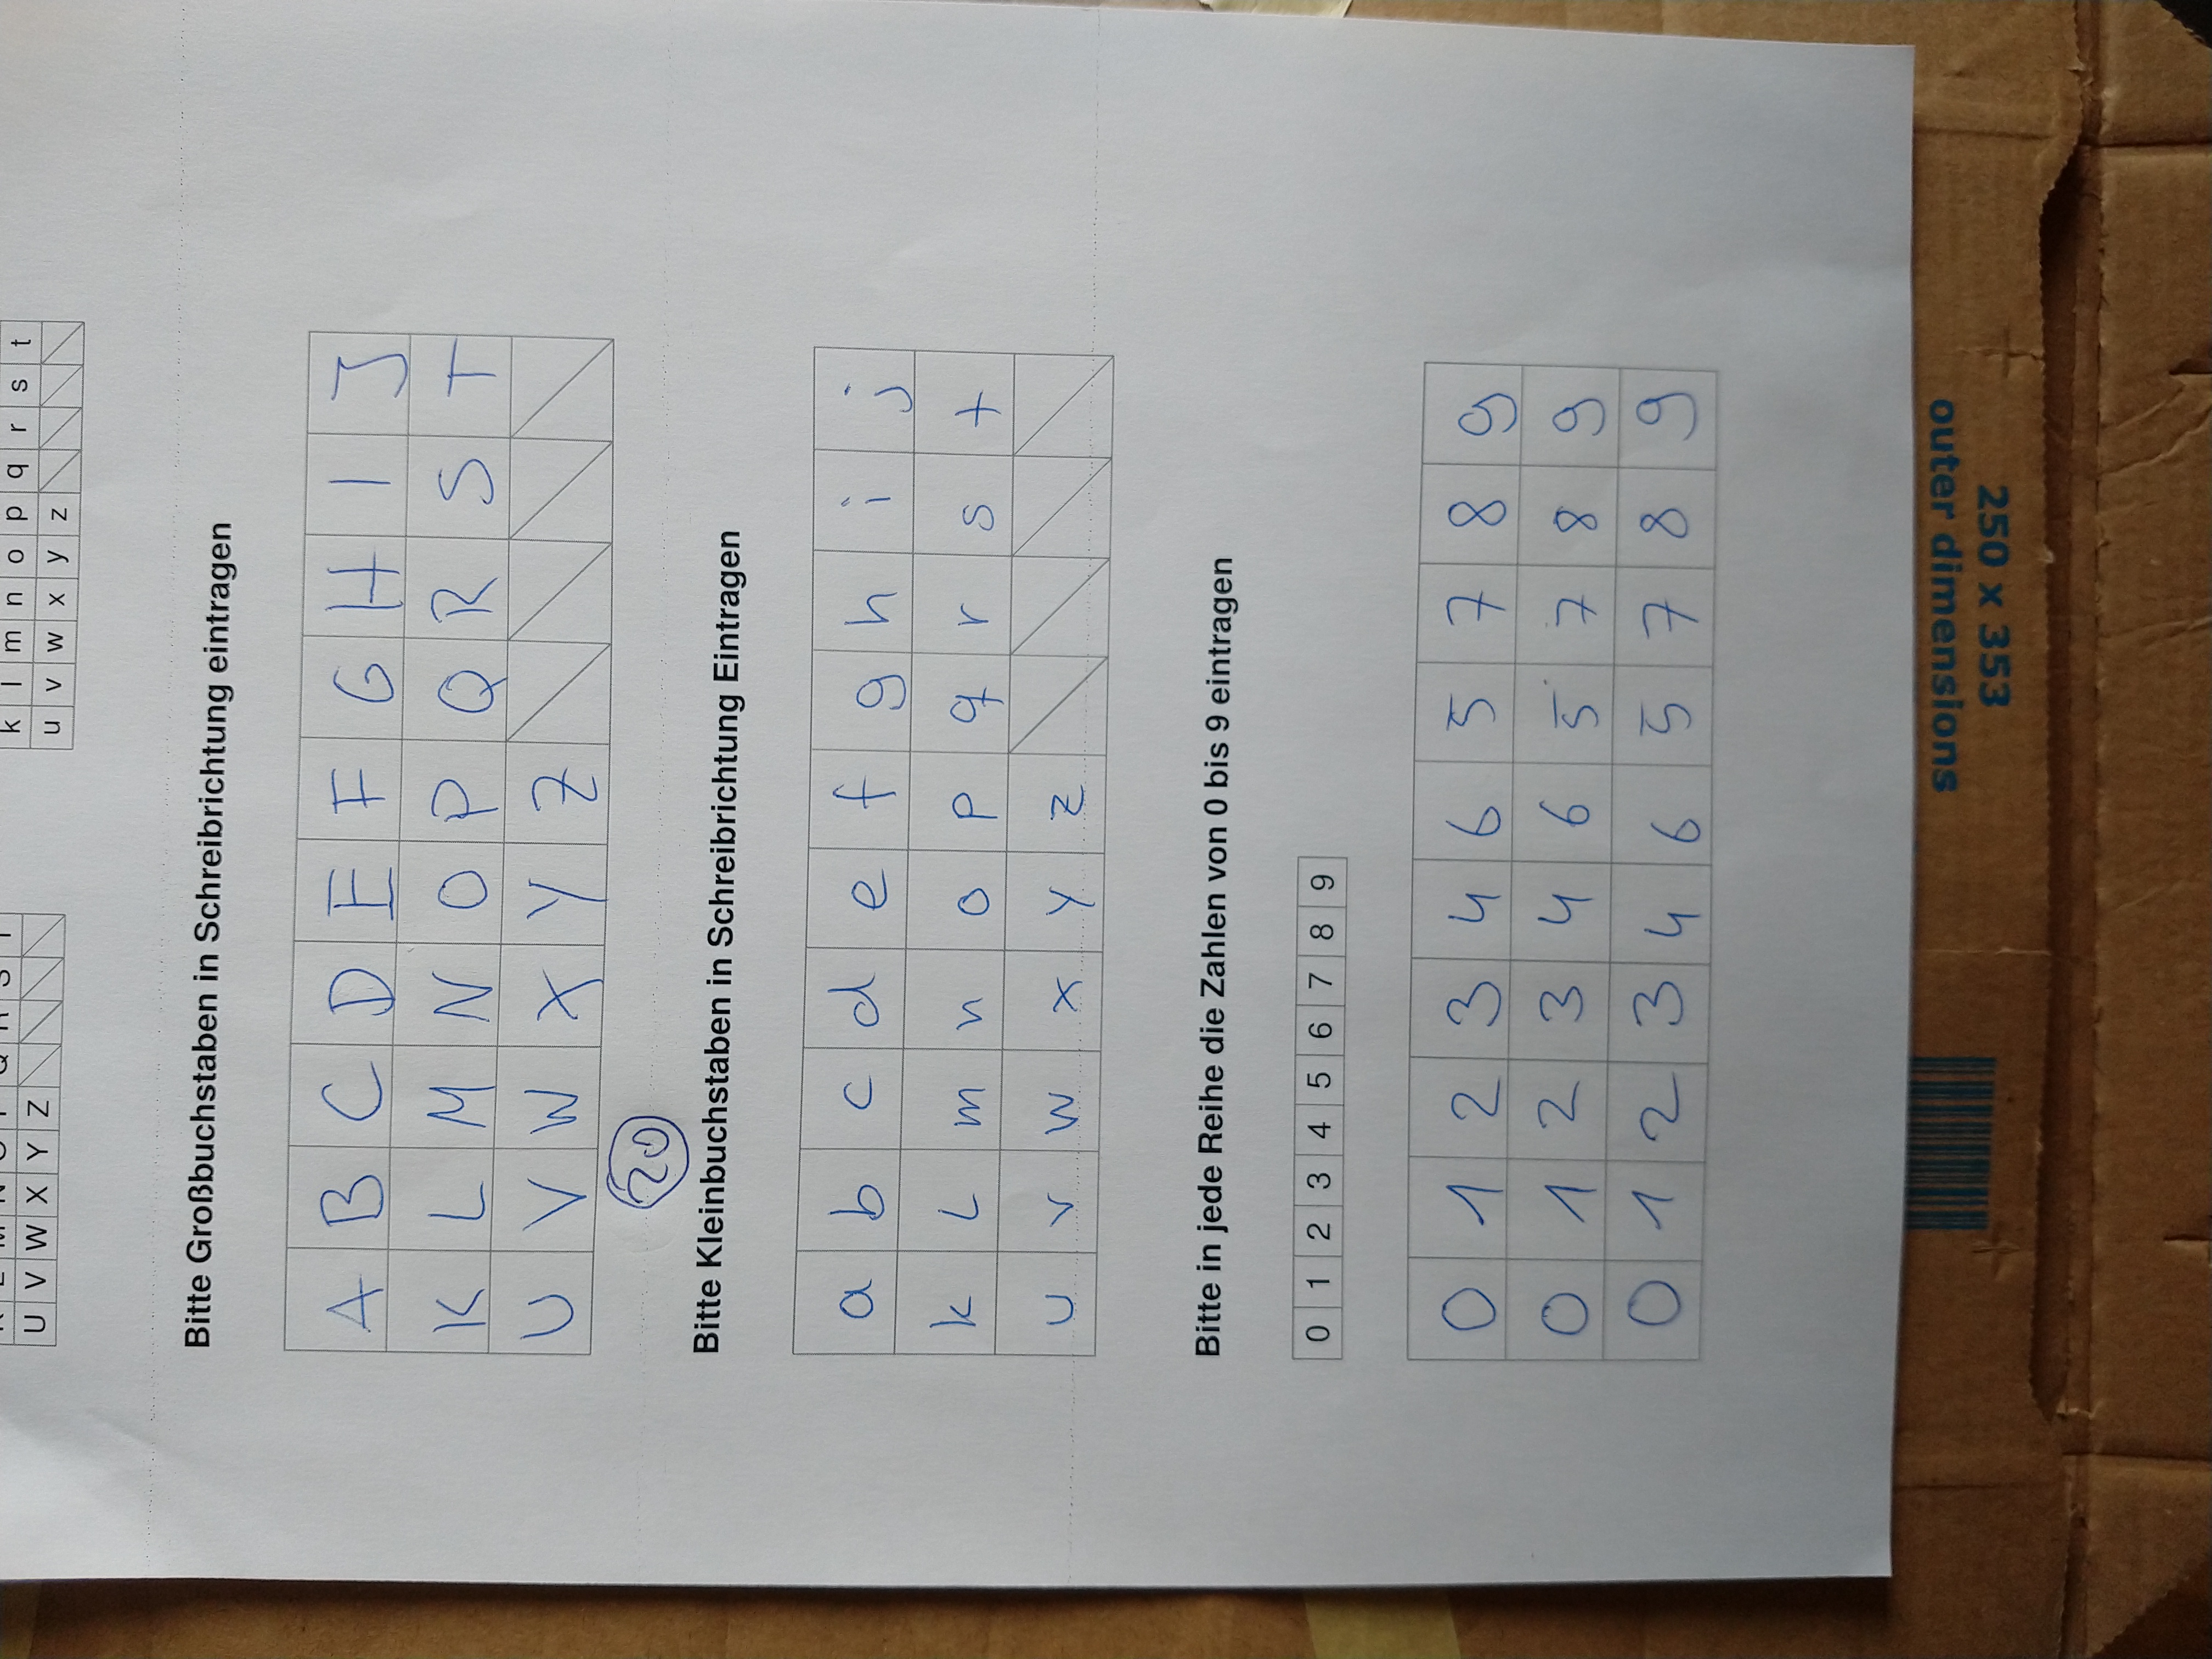 K L M N O P Q R S T
U V W X Y Z
k l m n o p q r s t
u v w x y z
Bitte Großbuchstaben in Schreibrichtung eintragen
A B C D E F G H I J
K L M N O P Q R S T
U V W X Y Z
20
Bitte Kleinbuchstaben in Schreibrichtung Eintragen
a b c d e f g h i j
k l m n o p q r s t
u v w x y z
Bitte in jede Reihe die Zahlen von 0 bis 9 eintragen
0 1 2 3 4 5 6 7 8 9
0 1 2 3 4 6 5 7 8 9
0 1 2 3 4 6 5 7 8 9
0 1 2 3 4 6 5 7 8 9
250 x 353
outer dimensions